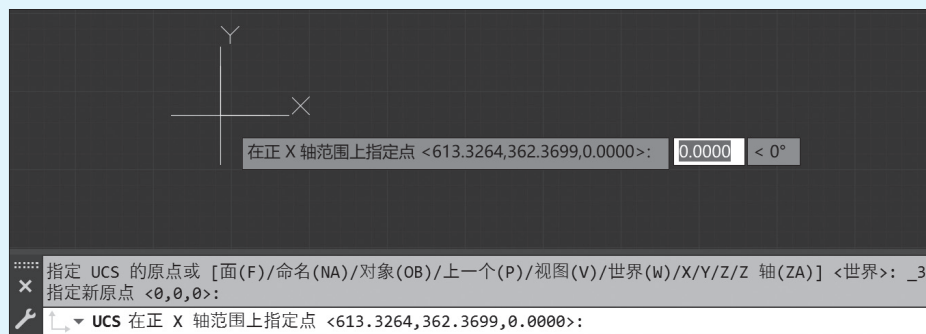 Y
X
在正 X 轴范围上指定点 <613.3264,362.3699,0.0000>: 0.0000 < 0°
指定 UCS 的原点或 [面(F)/命名(NA)/对象(OB)/上一个(P)/视图(V)/世界(W)/X/Y/Z/Z 轴(ZA)] <世界>: _3
指定新原点 <0,0,0>:
UCS 在正 X 轴范围上指定点 <613.3264,362.3699,0.0000>: